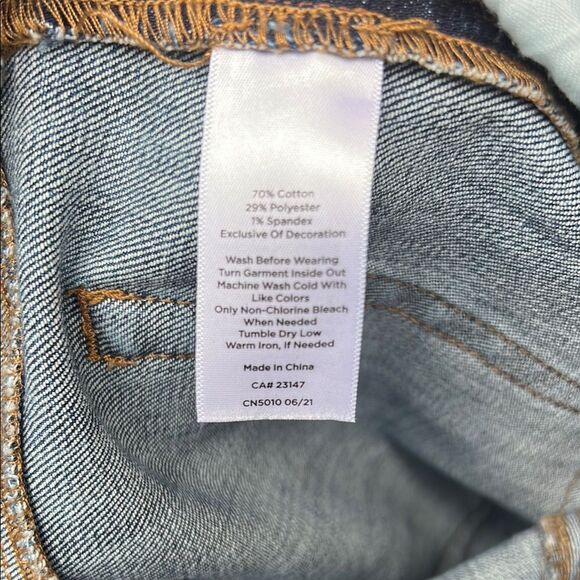 70% Cotton
29% Polyester
1% Spandex
Exclusive Of Decoration
Wash Before Wearing
Turn Garment Inside Out
Machine Wash Cold With
Like Colors
Only Non-Chlorine Bleach
When Needed
Tumble Dry Low
Warm Iron, If Needed
Made In China
CA# 23147
CN5010 06/21